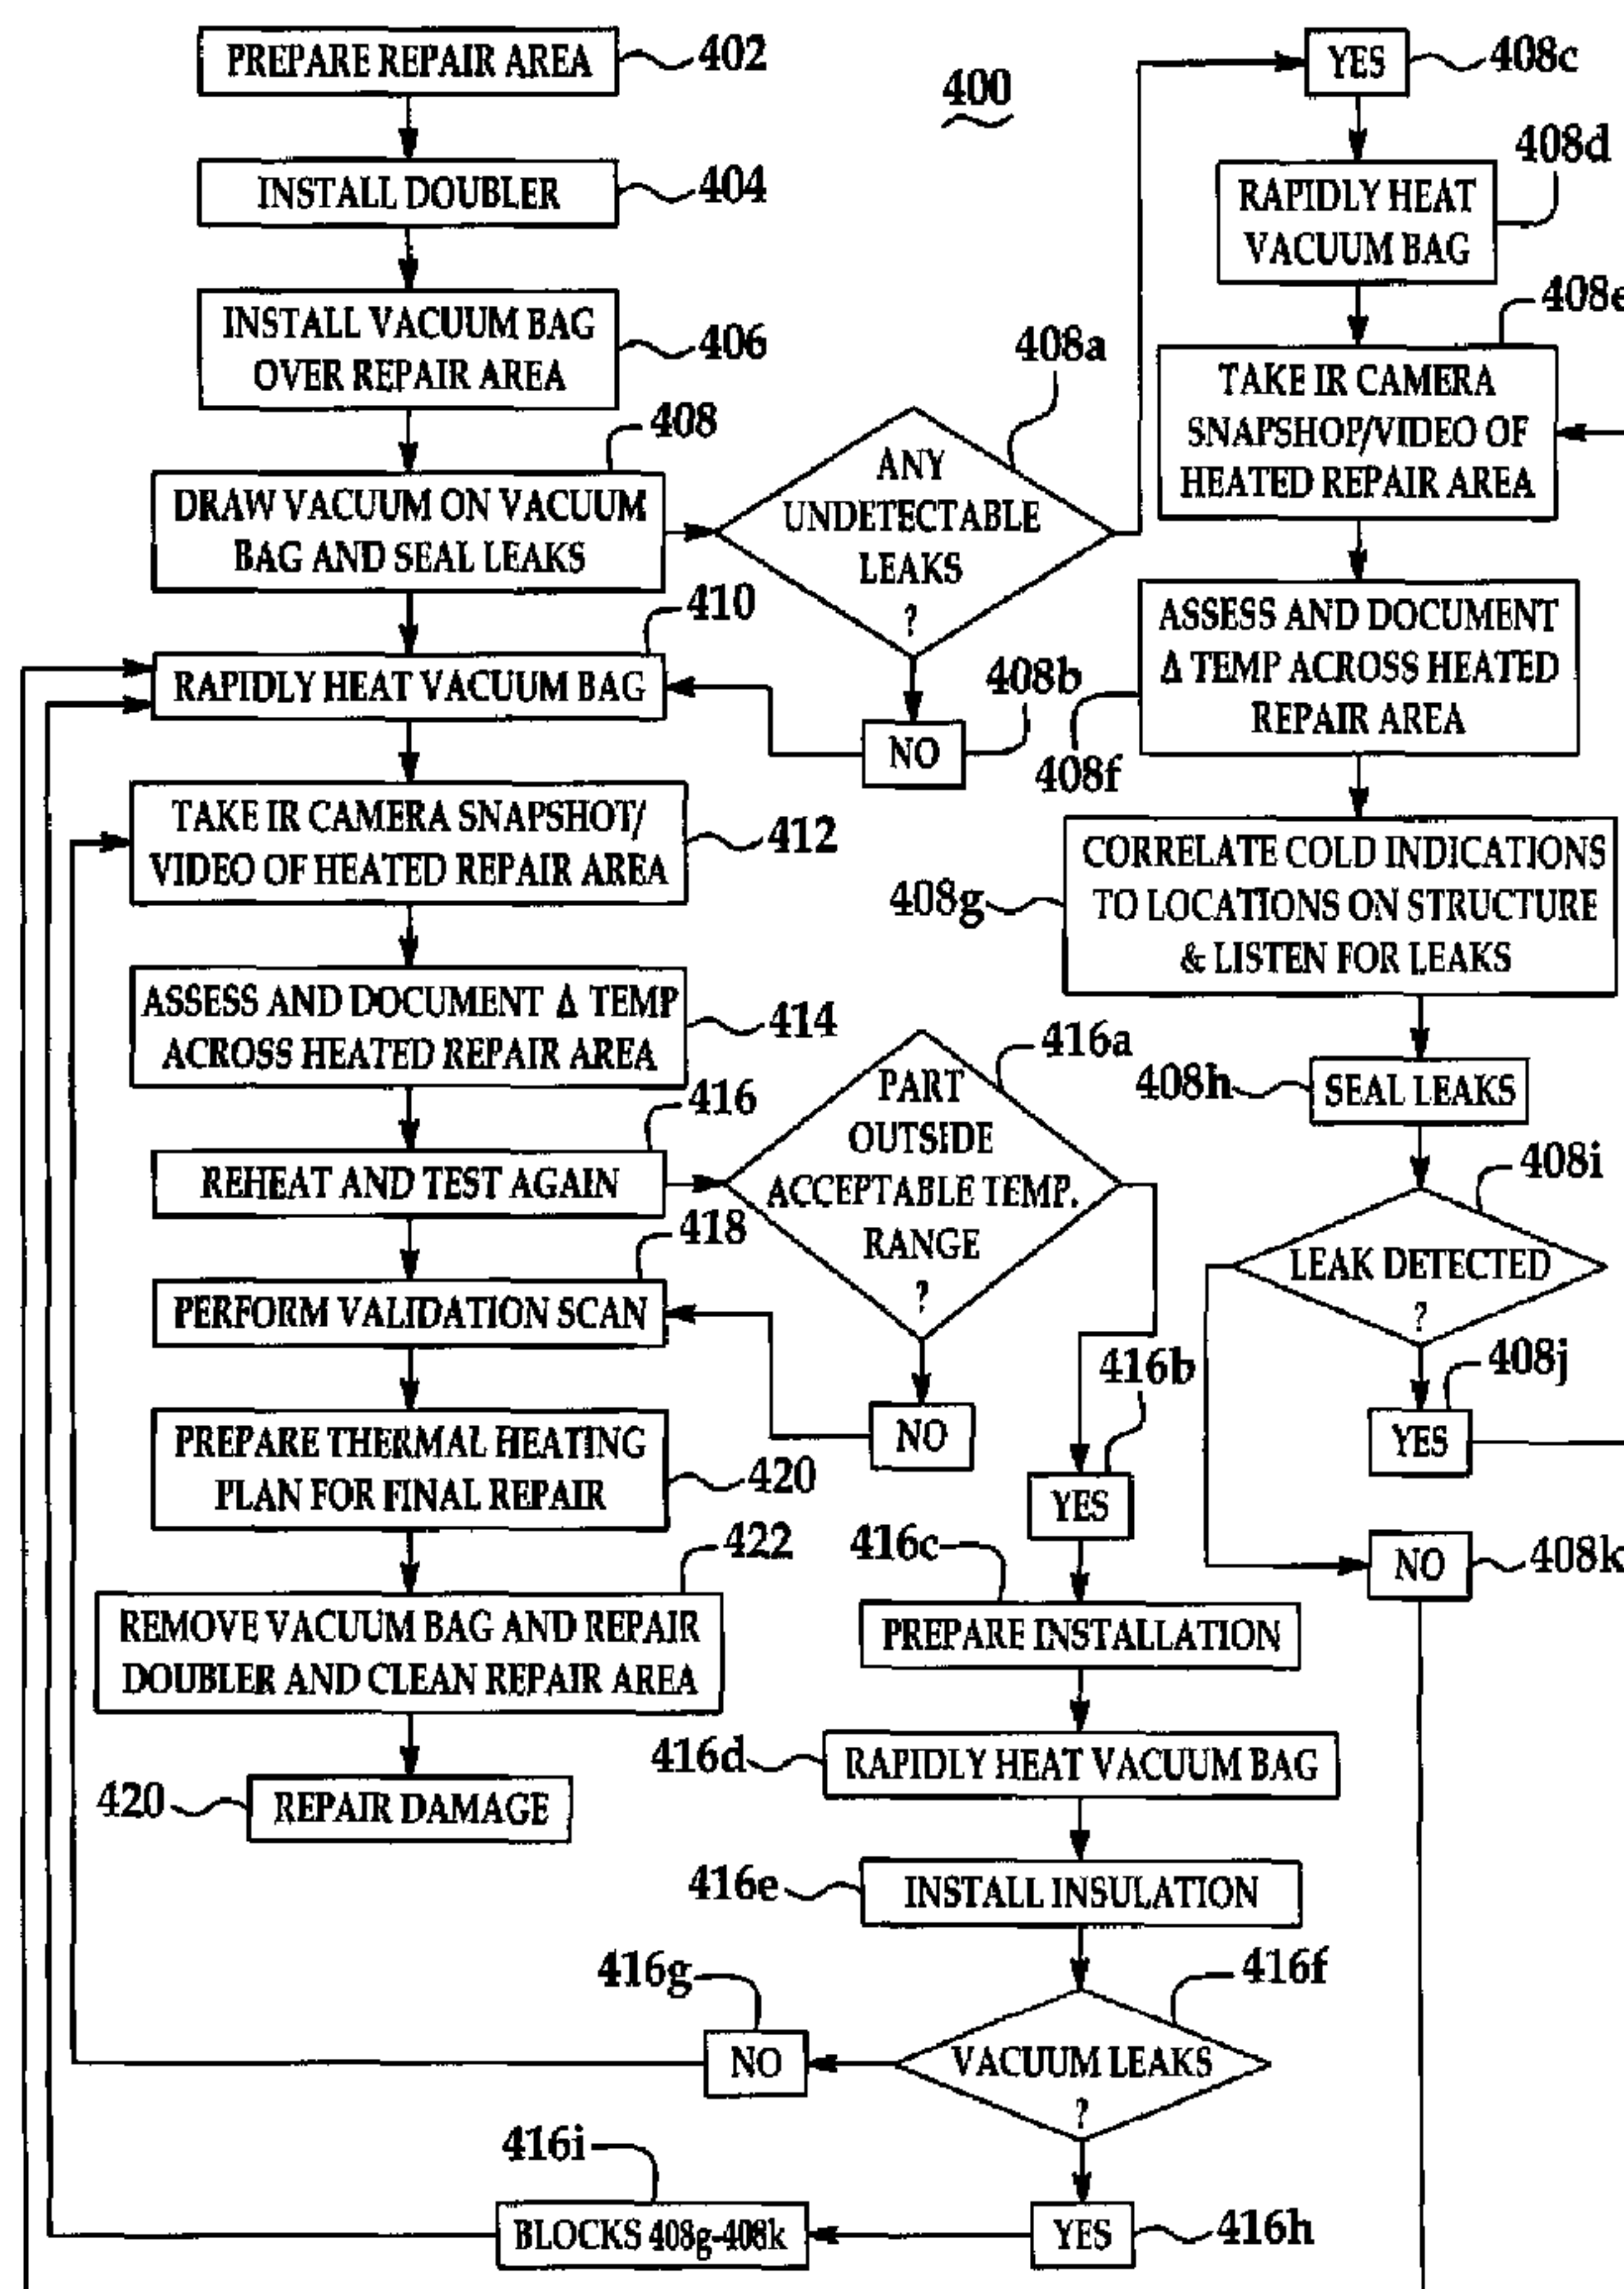 400
PREPARE REPAIR AREA
402
INSTALL DOUBLER
404
INSTALL VACUUM BAG
OVER REPAIR AREA
406
DRAW VACUUM ON VACUUM
BAG AND SEAL LEAKS
408
ANY
UNDETECTABLE
LEAKS
?
408a
NO
408b
YES
408c
RAPIDLY HEAT
VACUUM BAG
408d
TAKE IR CAMERA
SNAPSHOP/VIDEO OF
HEATED REPAIR AREA
408e
ASSESS AND DOCUMENT
Δ TEMP ACROSS HEATED
REPAIR AREA
408f
CORRELATE COLD INDICATIONS
TO LOCATIONS ON STRUCTURE
& LISTEN FOR LEAKS
408g
SEAL LEAKS
408h
LEAK DETECTED
?
408i
YES
408j
NO
408k
RAPIDLY HEAT VACUUM BAG
410
TAKE IR CAMERA SNAPSHOT/
VIDEO OF HEATED REPAIR AREA
412
ASSESS AND DOCUMENT Δ TEMP
ACROSS HEATED REPAIR AREA
414
REHEAT AND TEST AGAIN
416
PART
OUTSIDE
ACCEPTABLE TEMP.
RANGE
?
416a
NO
YES
416b
PREPARE INSTALLATION
416c
RAPIDLY HEAT VACUUM BAG
416d
INSTALL INSULATION
416e
VACUUM LEAKS
?
416f
NO
416g
YES
416h
BLOCKS 408g-408k
416i
PERFORM VALIDATION SCAN
418
PREPARE THERMAL HEATING
PLAN FOR FINAL REPAIR
420
REMOVE VACUUM BAG AND REPAIR
DOUBLER AND CLEAN REPAIR AREA
422
REPAIR DAMAGE
420